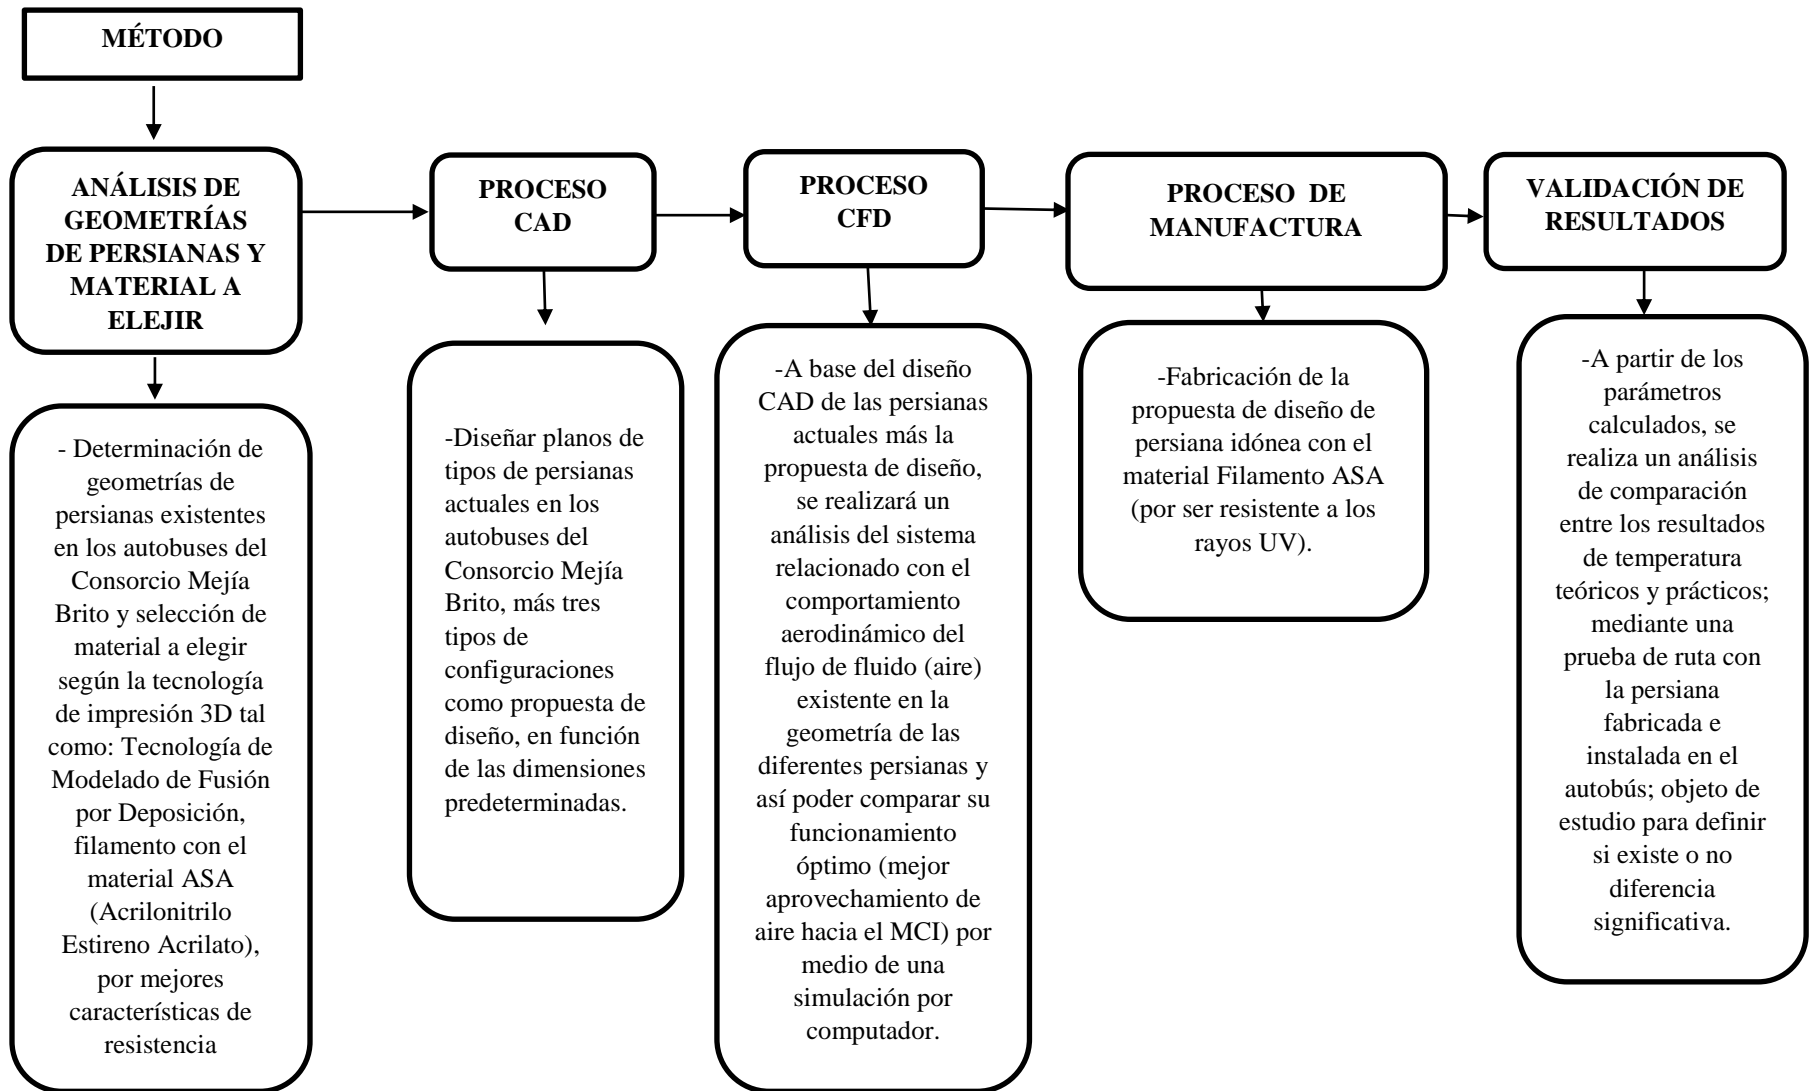 MÉTODO
ANÁLISIS DE
GEOMETRÍAS
DE PERSIANAS Y
MATERIAL A
ELEJIR
PROCESO
CAD
PROCESO
CFD
PROCESO DE
MANUFACTURA
VALIDACIÓN DE
RESULTADOS
- Determinación de
geometrías de
persianas existentes
en los autobuses del
Consorcio Mejía
Brito y selección de
material a elegir
según la tecnología
de impresión 3D tal
como: Tecnología de
Modelado de Fusión
por Deposición,
filamento con el
material ASA
(Acrilonitrilo
Estireno Acrilato),
por mejores
características de
resistencia
-Diseñar planos de
tipos de persianas
actuales en los
autobuses del
Consorcio Mejía
Brito, más tres
tipos de
configuraciones
como propuesta de
diseño, en función
de las dimensiones
predeterminadas.
-A base del diseño
CAD de las persianas
actuales más la
propuesta de diseño,
se realizará un
análisis del sistema
relacionado con el
comportamiento
aerodinámico del
flujo de fluido (aire)
existente en la
geometría de las
diferentes persianas y
así poder comparar su
funcionamiento
óptimo (mejor
aprovechamiento de
aire hacia el MCI) por
medio de una
simulación por
computador.
-Fabricación de la
propuesta de diseño de
persiana idónea con el
material Filamento ASA
(por ser resistente a los
rayos UV).
-A partir de los
parámetros
calculados, se
realiza un análisis
de comparación
entre los resultados
de temperatura
teóricos y prácticos;
mediante una
prueba de ruta con
la persiana
fabricada e
instalada en el
autobús; objeto de
estudio para definir
si existe o no
diferencia
significativa.